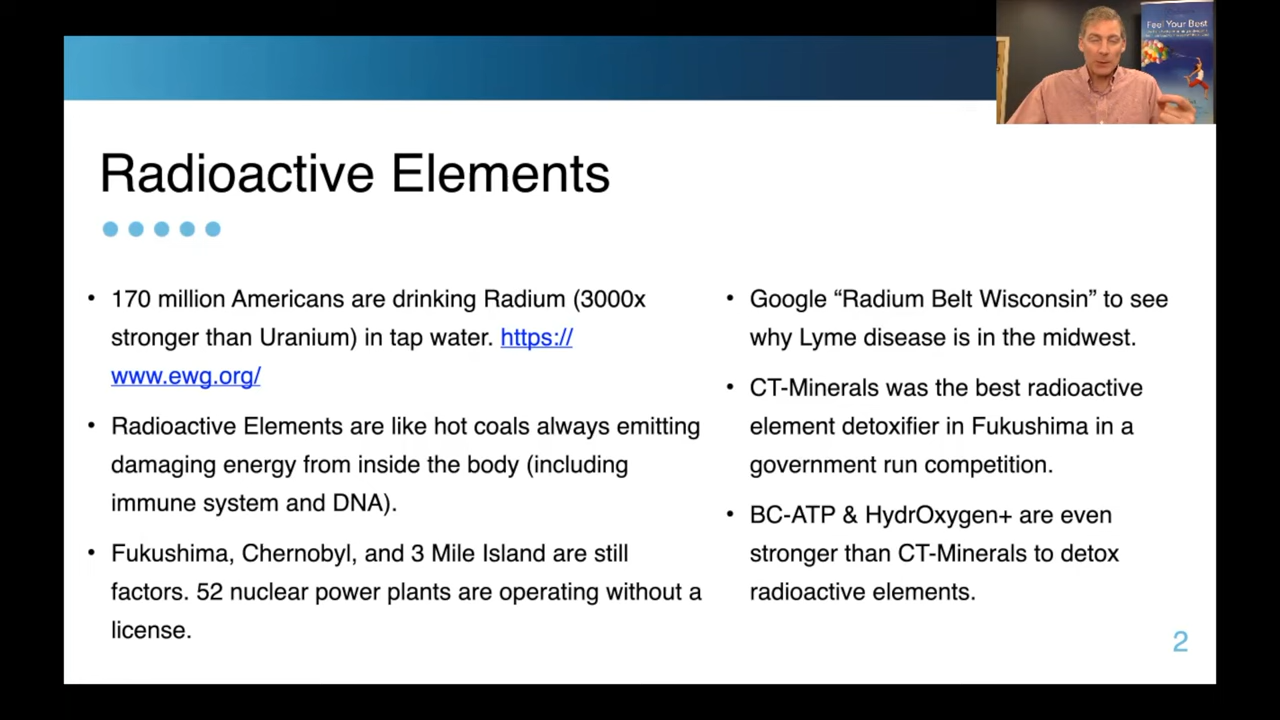 Feel Your Best
Radioactive Elements
• 170 million Americans are drinking Radium (3000x
stronger than Uranium) in tap water. https://
www.ewg.org/
• Radioactive Elements are like hot coals always emitting
damaging energy from inside the body (including
immune system and DNA).
• Fukushima, Chernobyl, and 3 Mile Island are still
factors. 52 nuclear power plants are operating without a
license.
• Google “Radium Belt Wisconsin” to see
why Lyme disease is in the midwest.
• CT-Minerals was the best radioactive
element detoxifier in Fukushima in a
government run competition.
• BC-ATP & HydrOxygen+ are even
stronger than CT-Minerals to detox
radioactive elements.
2